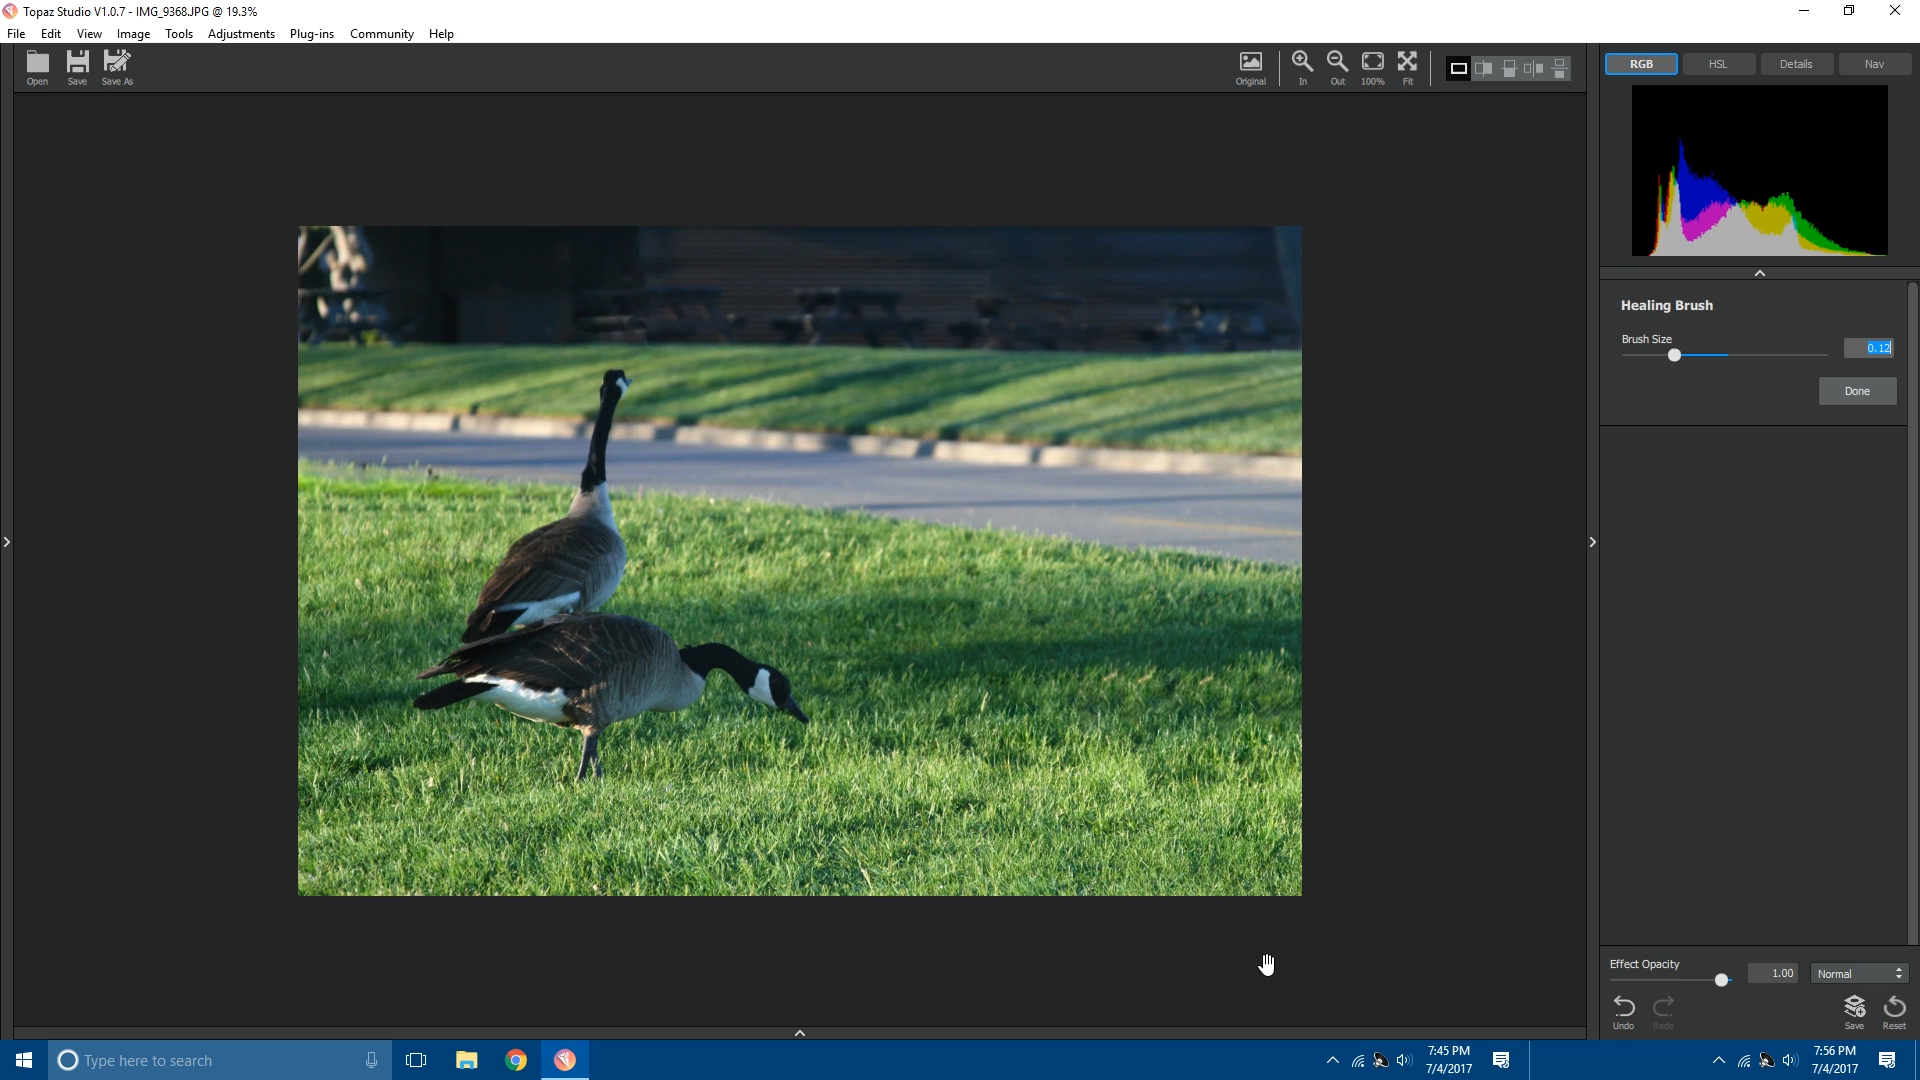 Topaz Studio V1.0.7 - IMG_9368.JPG @ 19.3%
File Edit View Image Tools Adjustments Plug-ins Community Help
Open Save Save As Original In Out 100% Fit
RGB HSL Details Nav
Healing Brush
Brush Size 0.12
Done
Effect Opacity 1.00 Normal
Undo Redo Save Reset
Type here to search
7:45 PM
7/4/2017
7:56 PM
7/4/2017